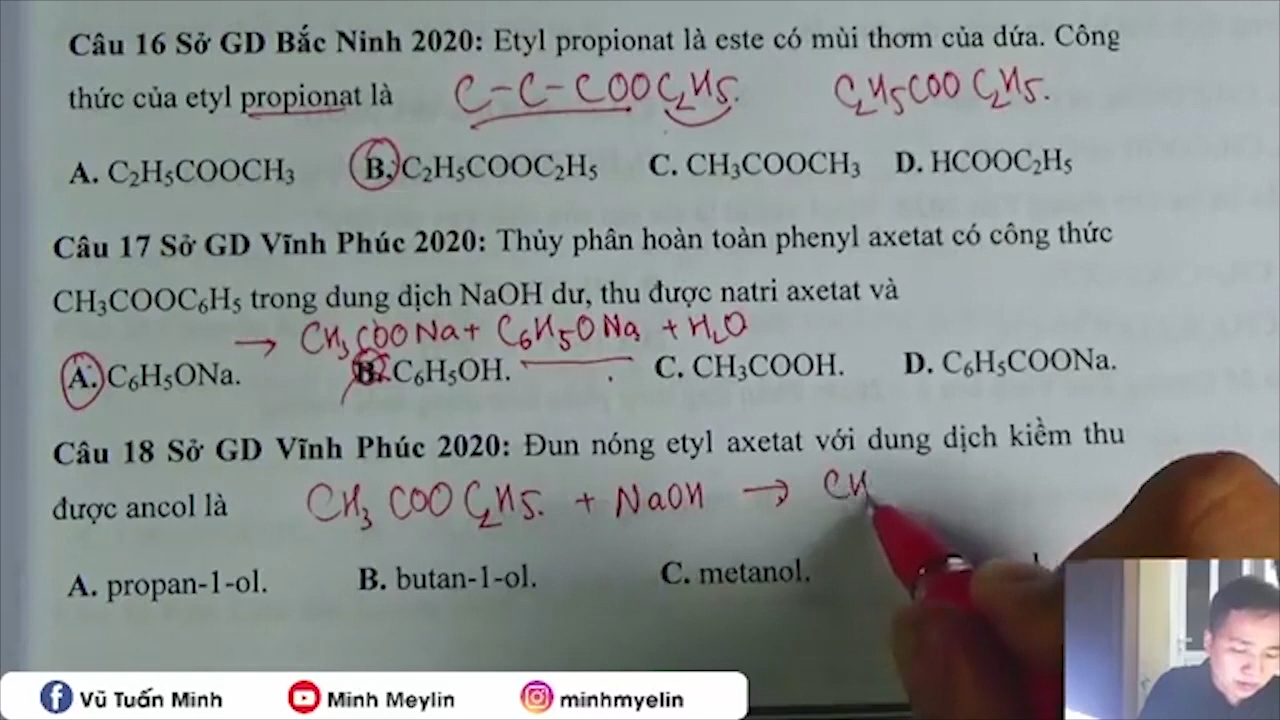 Câu 16 Sở GD Bắc Ninh 2020: Etyl propionat là este có mùi thơm của dứa. Công
thức của etyl propionat là C-C-COOC2H5. C2H5COOC2H5.
A. C2H5COOCH3 B. C2H5COOC2H5 C. CH3COOCH3 D. HCOOC2H5
Câu 17 Sở GD Vĩnh Phúc 2020: Thủy phân hoàn toàn phenyl axetat có công thức
CH3COOC6H5 trong dung dịch NaOH dư, thu được natri axetat và
→ CH3COONa + C6H5ONa + H2O
A. C6H5ONa. B. C6H5OH. C. CH3COOH. D. C6H5COONa.
Câu 18 Sở GD Vĩnh Phúc 2020: Đun nóng etyl axetat với dung dịch kiềm thu
được ancol là CH3COOC2H5. + NaOH → CH
A. propan-1-ol. B. butan-1-ol. C. metanol.
Vũ Tuấn Minh Minh Meylin minhmyelin